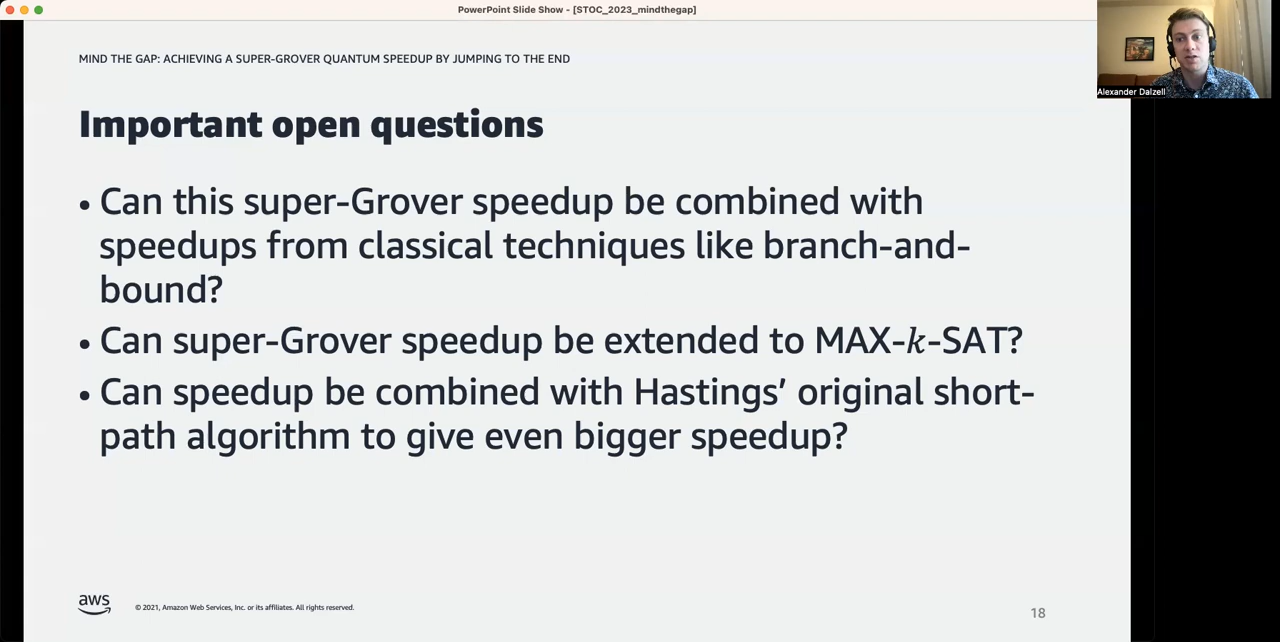 PowerPoint Slide Show - [STOC_2023_mindthegap]
Alexander Dalzell
MIND THE GAP: ACHIEVING A SUPER-GROVER QUANTUM SPEEDUP BY JUMPING TO THE END
Important open questions
• Can this super-Grover speedup be combined with
speedups from classical techniques like branch-and-
bound?
• Can super-Grover speedup be extended to MAX-k-SAT?
• Can speedup be combined with Hastings’ original short-
path algorithm to give even bigger speedup?
aws
© 2021, Amazon Web Services, Inc. or its affiliates. All rights reserved.
18